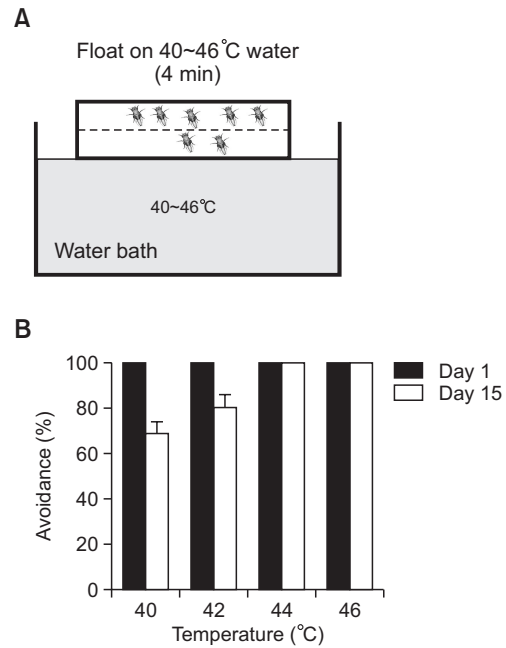 A
Float on 40~46°C water
(4 min)
40~46°C
Water bath
B
100
80
60
40
20
0
Avoidance (%)
40 42 44 46
Temperature (°C)
Day 1
Day 15